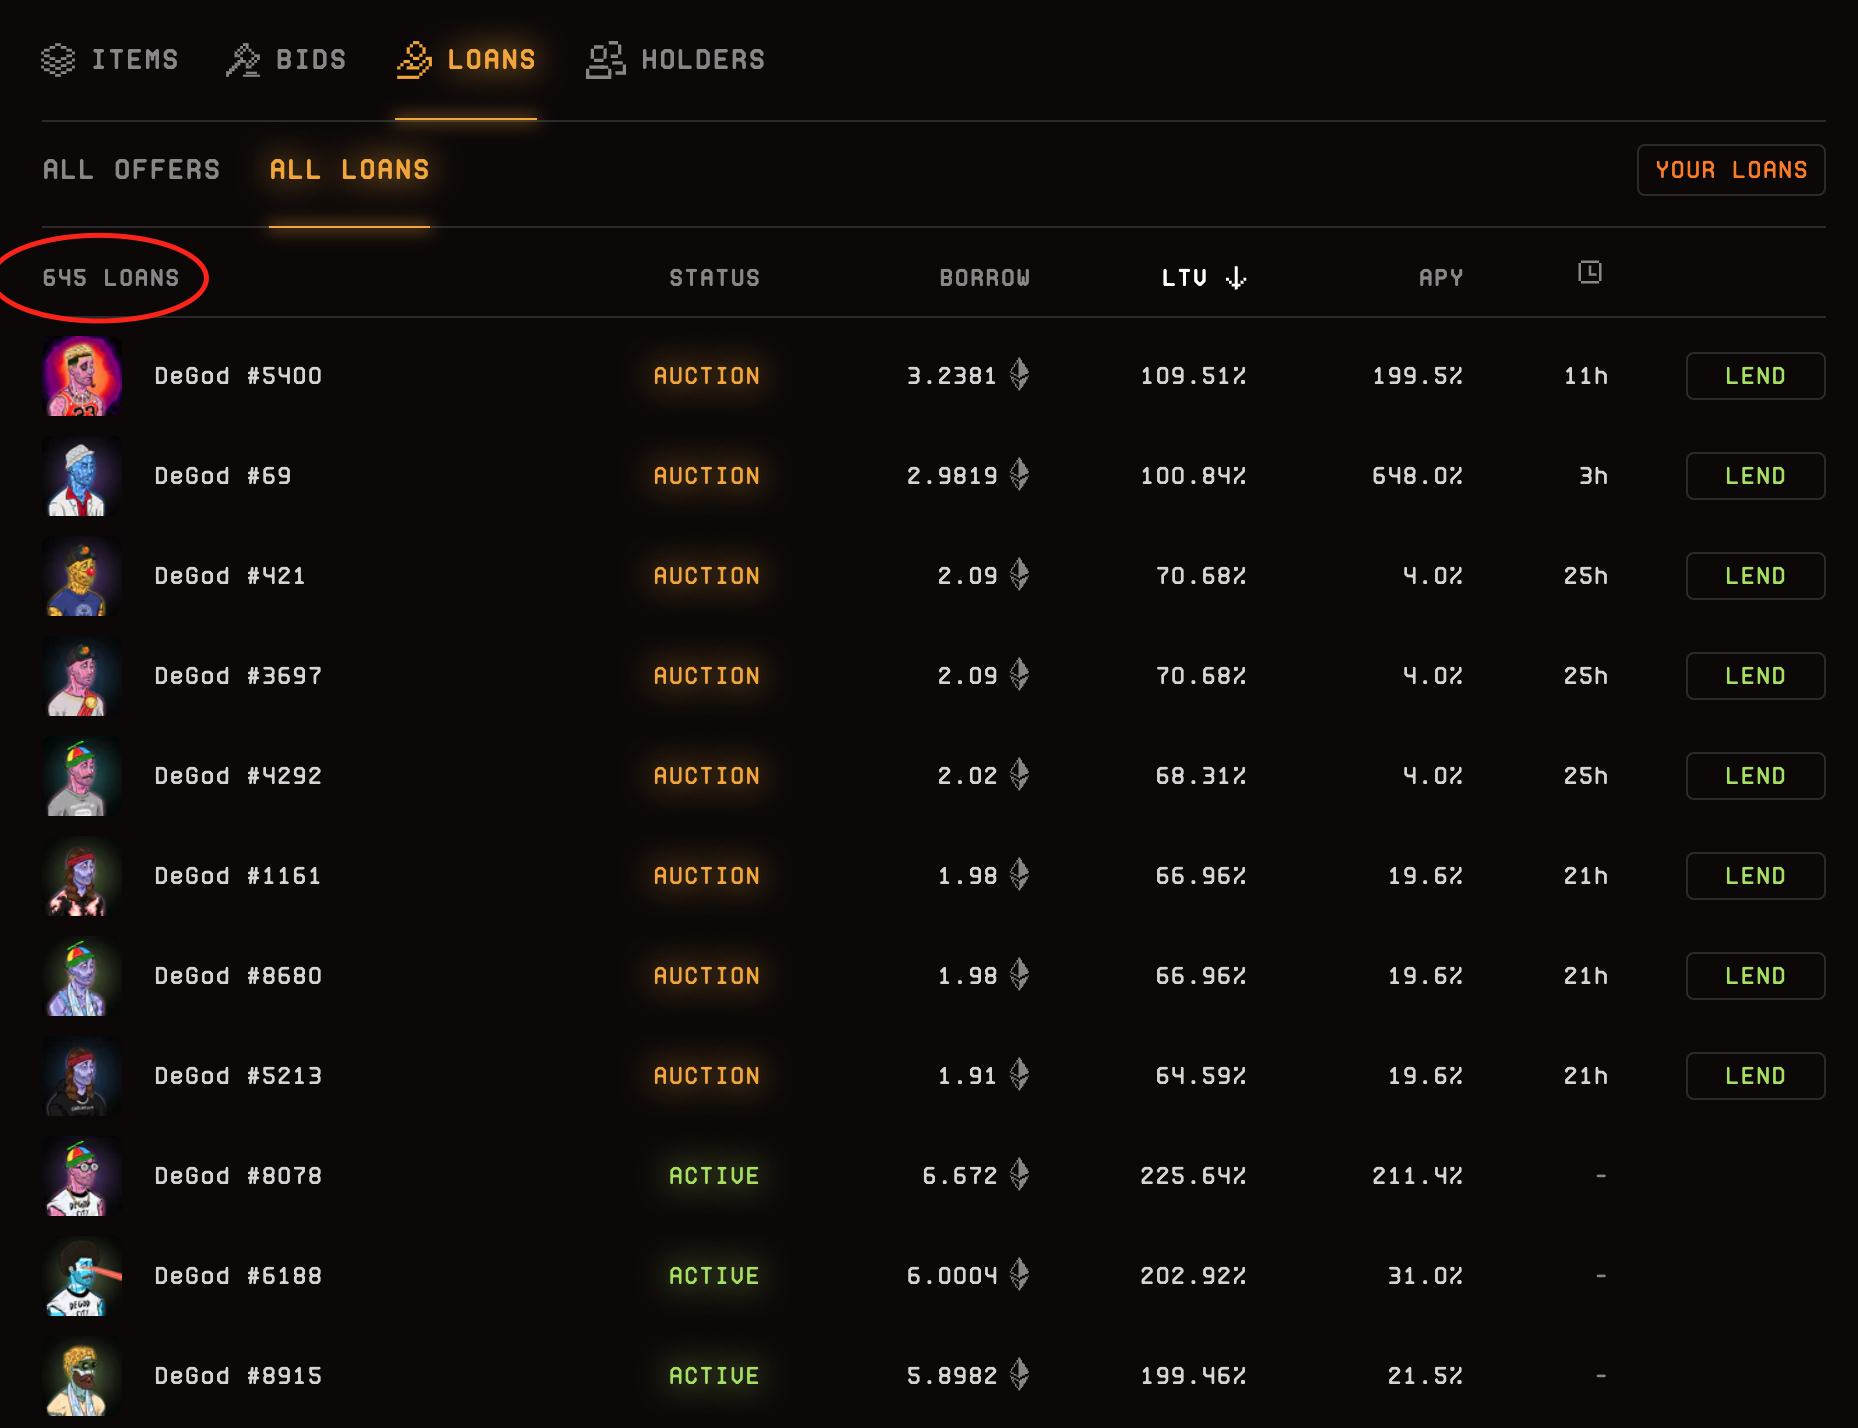 ITEMS BIDS LOANS HOLDERS
ALL OFFERS ALL LOANS YOUR LOANS
645 LOANS STATUS BORROW LTV ↓ APY
DeGod #5400 AUCTION 3.2381 109.51% 199.5% 11h LEND
DeGod #69 AUCTION 2.9819 100.84% 648.0% 3h LEND
DeGod #421 AUCTION 2.09 70.68% 4.0% 25h LEND
DeGod #3697 AUCTION 2.09 70.68% 4.0% 25h LEND
DeGod #4292 AUCTION 2.02 68.31% 4.0% 25h LEND
DeGod #1161 AUCTION 1.98 66.96% 19.6% 21h LEND
DeGod #8680 AUCTION 1.98 66.96% 19.6% 21h LEND
DeGod #5213 AUCTION 1.91 64.59% 19.6% 21h LEND
DeGod #8078 ACTIVE 6.672 225.64% 211.4% -
DeGod #6188 ACTIVE 6.0004 202.92% 31.0% -
DeGod #8915 ACTIVE 5.8982 199.46% 21.5% -